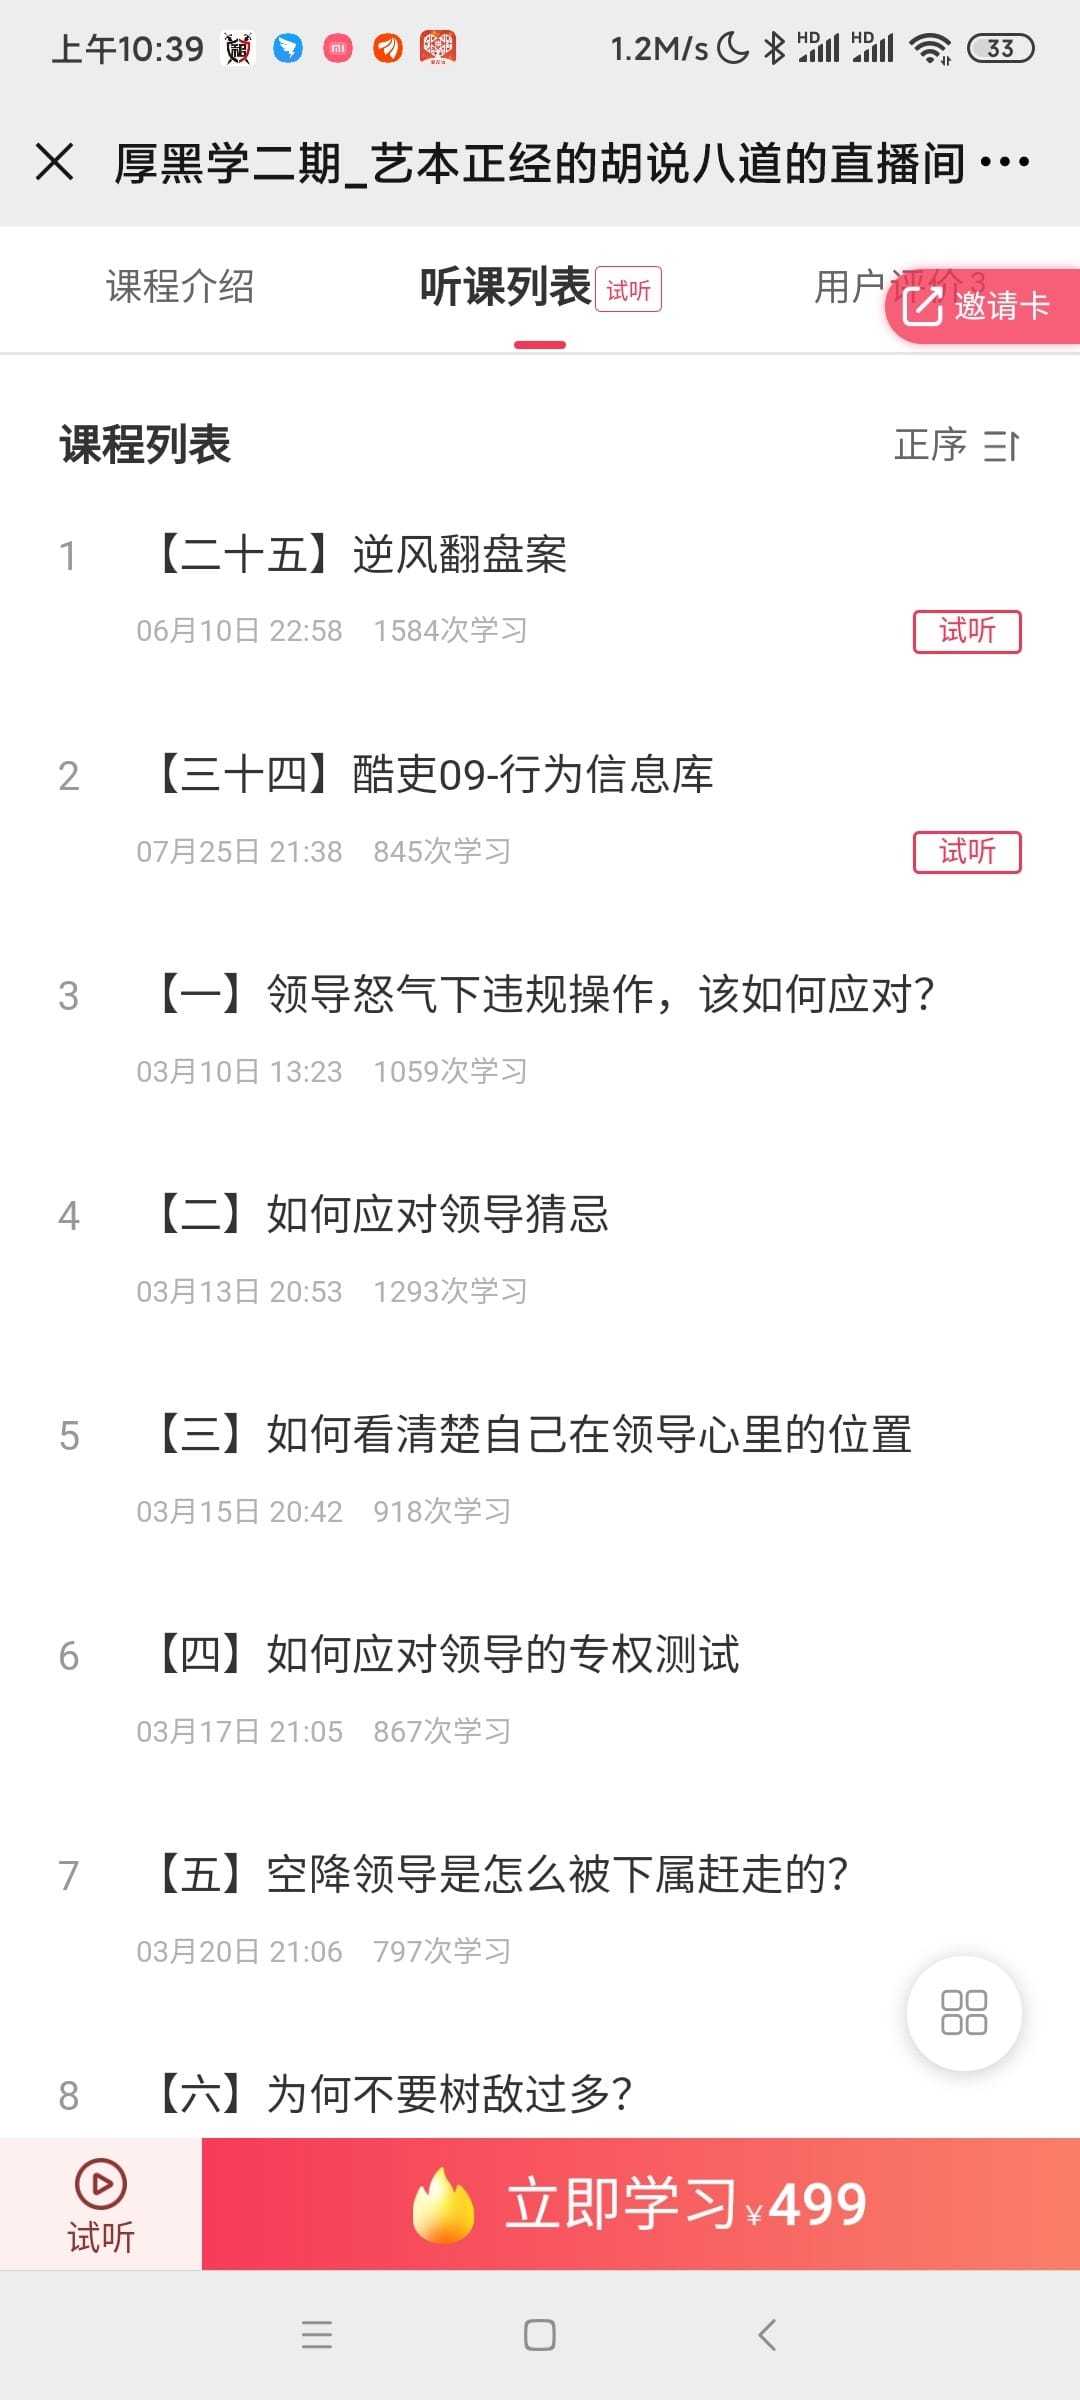 上午10:39 1.2M/s HD HD 33
厚黑学二期_艺本正经的胡说八道的直播间
课程介绍 听课列表 试听 用户评价 3
邀请卡
课程列表 正序
1 【二十五】逆风翻盘案
06月10日 22:58 1584次学习 试听
2 【三十四】酷吏09-行为信息库
07月25日 21:38 845次学习 试听
3 【一】领导怒气下违规操作，该如何应对？
03月10日 13:23 1059次学习
4 【二】如何应对领导猜忌
03月13日 20:53 1293次学习
5 【三】如何看清楚自己在领导心里的位置
03月15日 20:42 918次学习
6 【四】如何应对领导的专权测试
03月17日 21:05 867次学习
7 【五】空降领导是怎么被下属赶走的？
03月20日 21:06 797次学习
8 【六】为何不要树敌过多？
试听 立即学习 ¥499